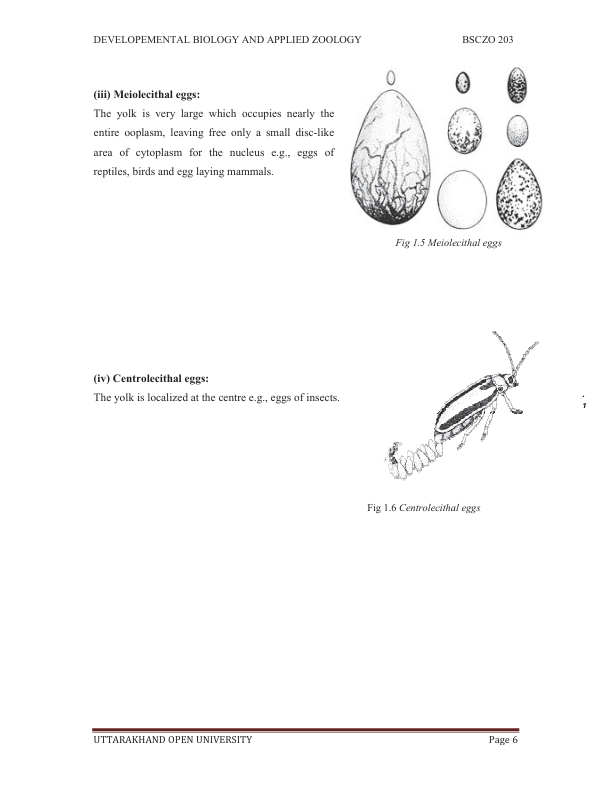 DEVELOPEMENTAL BIOLOGY AND APPLIED ZOOLOGY BSCZO 203
(iii) Meiolecithal eggs:
The yolk is very large which occupies nearly the
entire ooplasm, leaving free only a small disc-like
area of cytoplasm for the nucleus e.g., eggs of
reptiles, birds and egg laying mammals.
Fig 1.5 Meiolecithal eggs
(iv) Centrolecithal eggs:
The yolk is localized at the centre e.g., eggs of insects.
Fig 1.6 Centrolecithal eggs
UTTARAKHAND OPEN UNIVERSITY Page 6